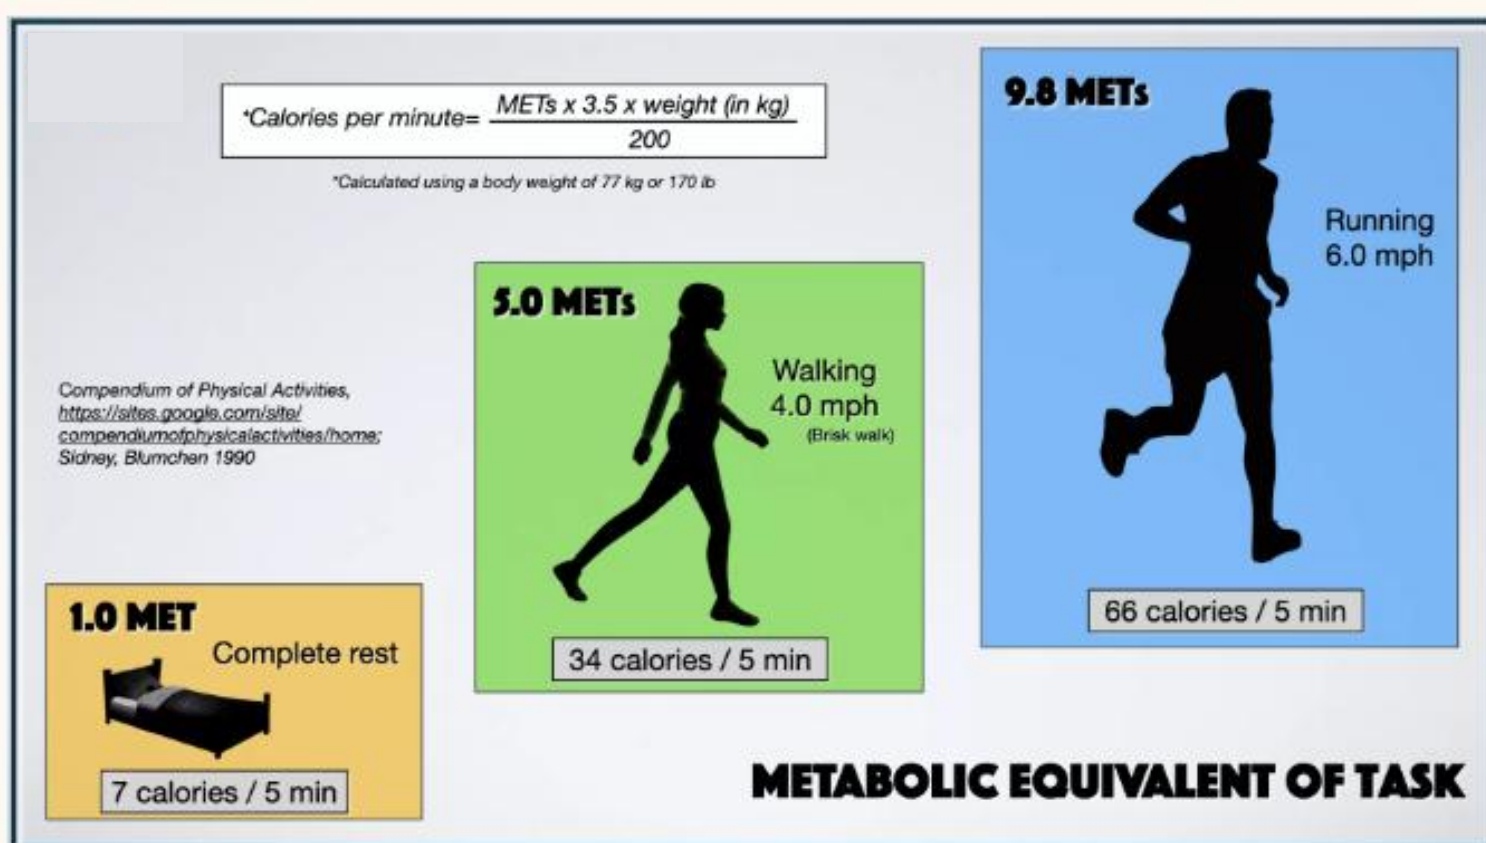 *Calories per minute= METs x 3.5 x weight (in kg)
200
*Calculated using a body weight of 77 kg or 170 lb
9.8 METs
Running
6.0 mph
66 calories / 5 min
5.0 METs
Walking
4.0 mph
(Brisk walk)
34 calories / 5 min
Compendium of Physical Activities,
https://sites.google.com/site/
compendiumofphysicalactivities/home;
Sidney, Blumchen 1990
1.0 MET
Complete rest
7 calories / 5 min
METABOLIC EQUIVALENT OF TASK